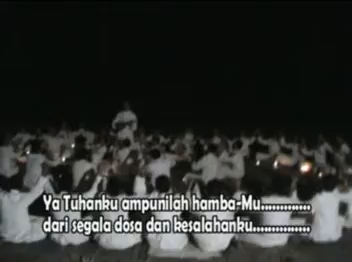 Ya Tuhanku ampunilah hamba-Mu..............
dari segala dosa dan kesalahanku...............